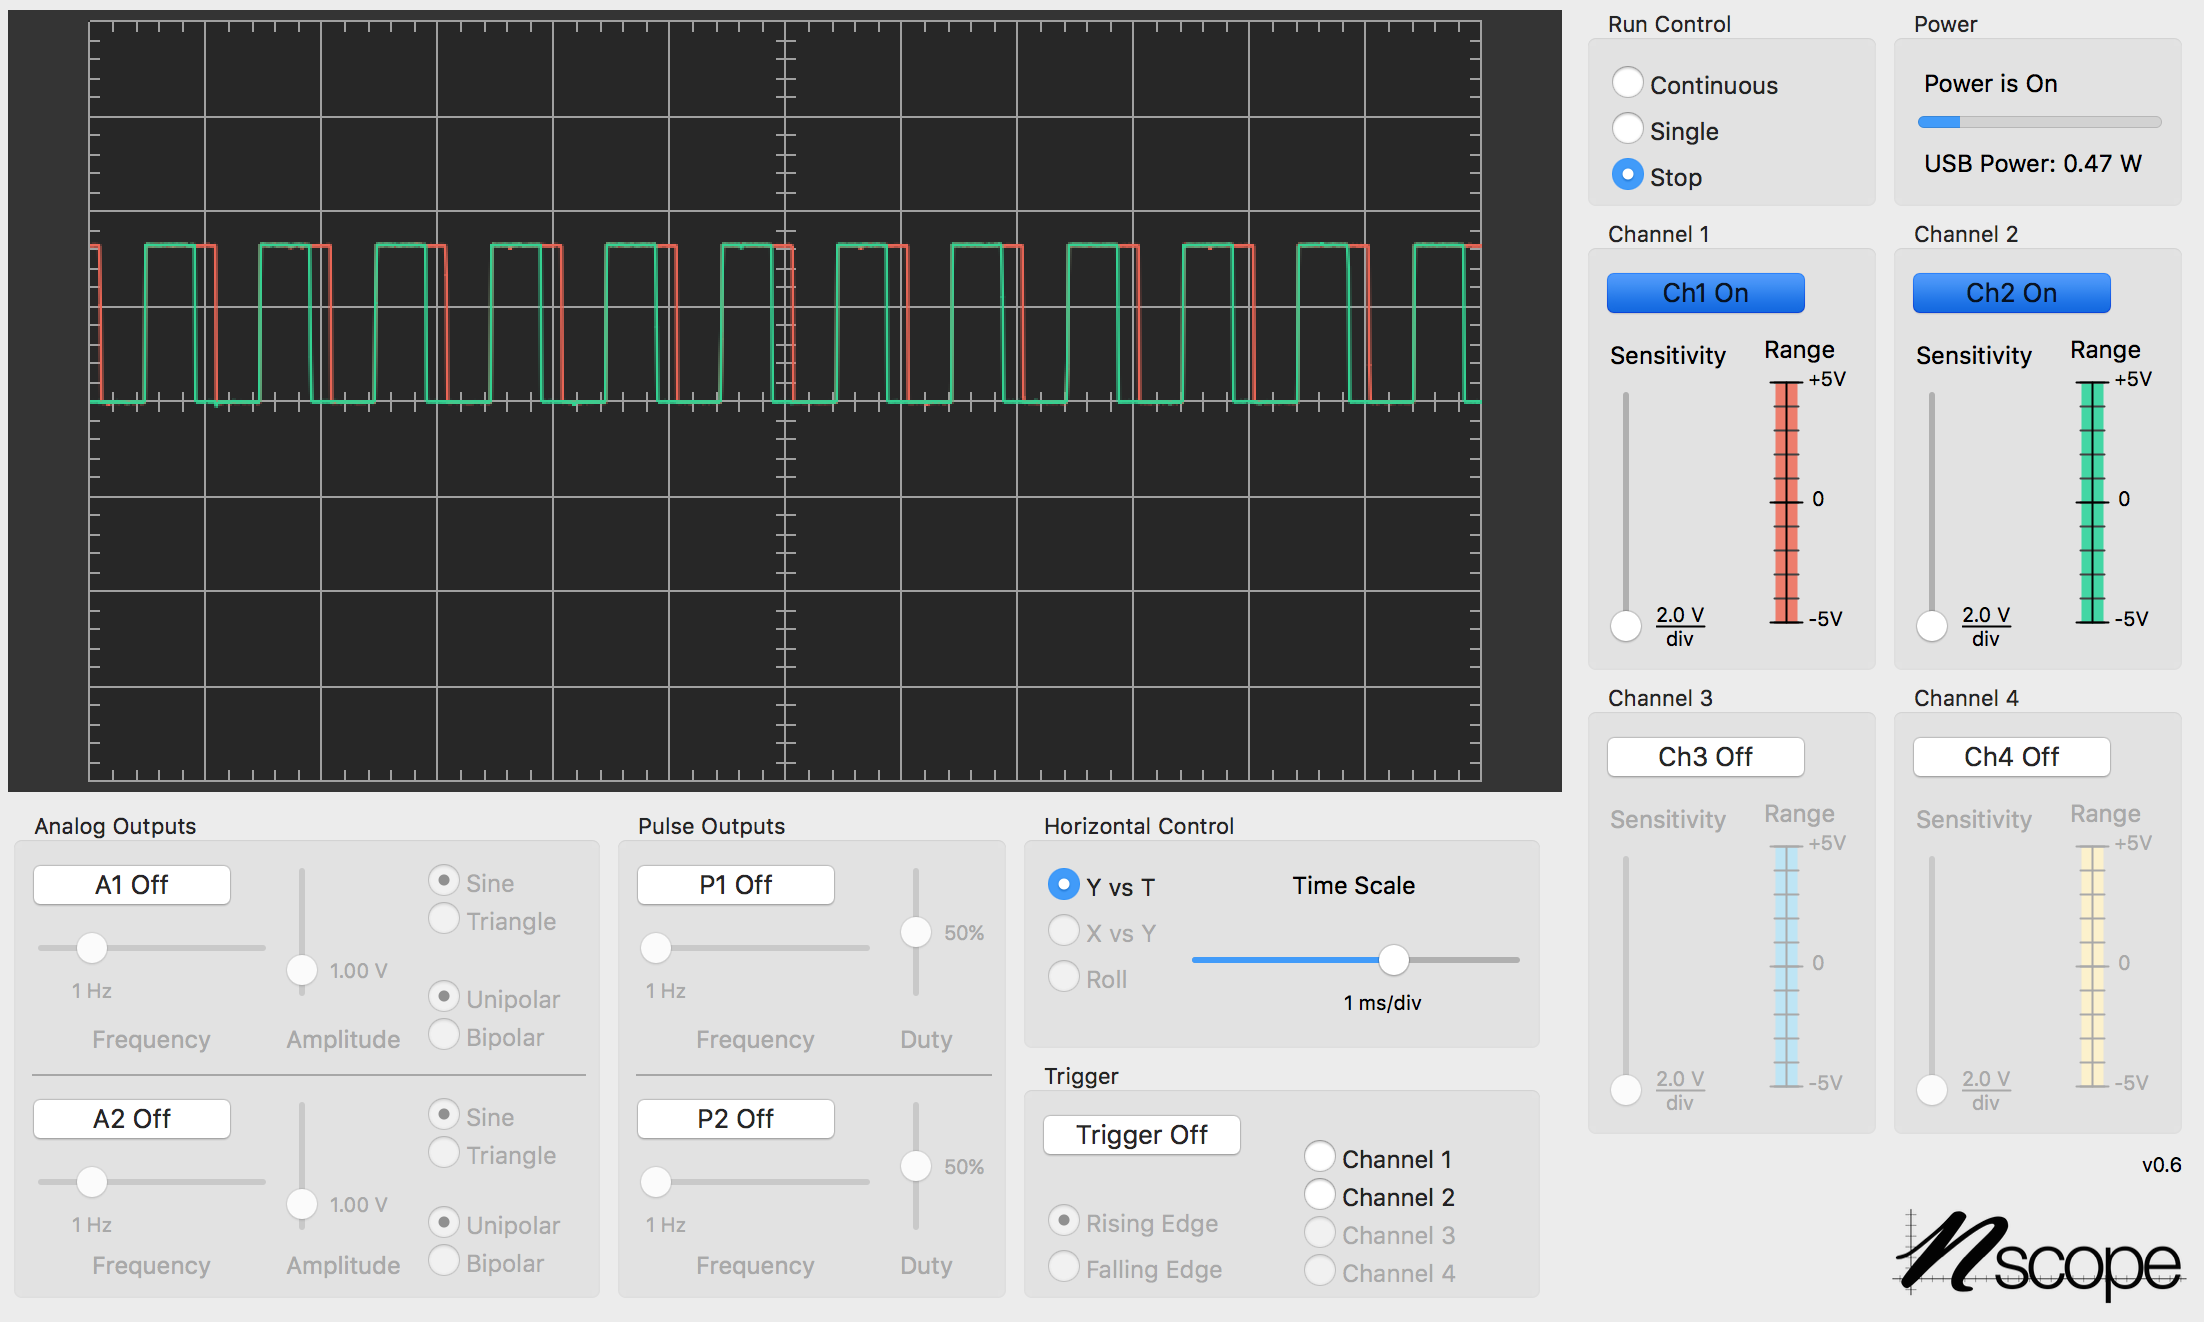 Run Control
Continuous
Single
Stop
Power
Power is On
USB Power: 0.47 W
Channel 1
Ch1 On
Sensitivity
Range
+5V
0
-5V
2.0 V
div
Channel 2
Ch2 On
Sensitivity
Range
+5V
0
-5V
2.0 V
div
Channel 3
Ch3 Off
Sensitivity
Range
+5V
0
-5V
2.0 V
div
Channel 4
Ch4 Off
Sensitivity
Range
+5V
0
-5V
2.0 V
div
Analog Outputs
A1 Off
1 Hz
Frequency
1.00 V
Amplitude
Sine
Triangle
Unipolar
Bipolar
A2 Off
1 Hz
Frequency
1.00 V
Amplitude
Sine
Triangle
Unipolar
Bipolar
Pulse Outputs
P1 Off
1 Hz
Frequency
50%
Duty
P2 Off
1 Hz
Frequency
50%
Duty
Horizontal Control
Y vs T
X vs Y
Roll
Time Scale
1 ms/div
Trigger
Trigger Off
Rising Edge
Falling Edge
Channel 1
Channel 2
Channel 3
Channel 4
v0.6
nscope